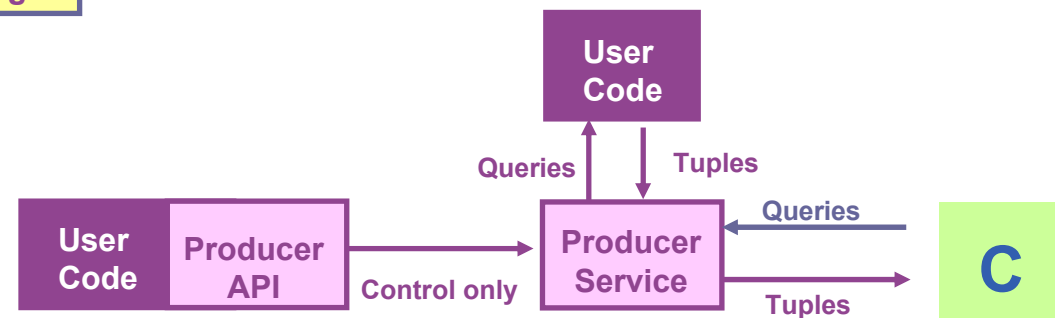 g
User
Code
Queries
Tuples
Queries
User
Code
Producer
API
Control only
Producer
Service
Tuples
C